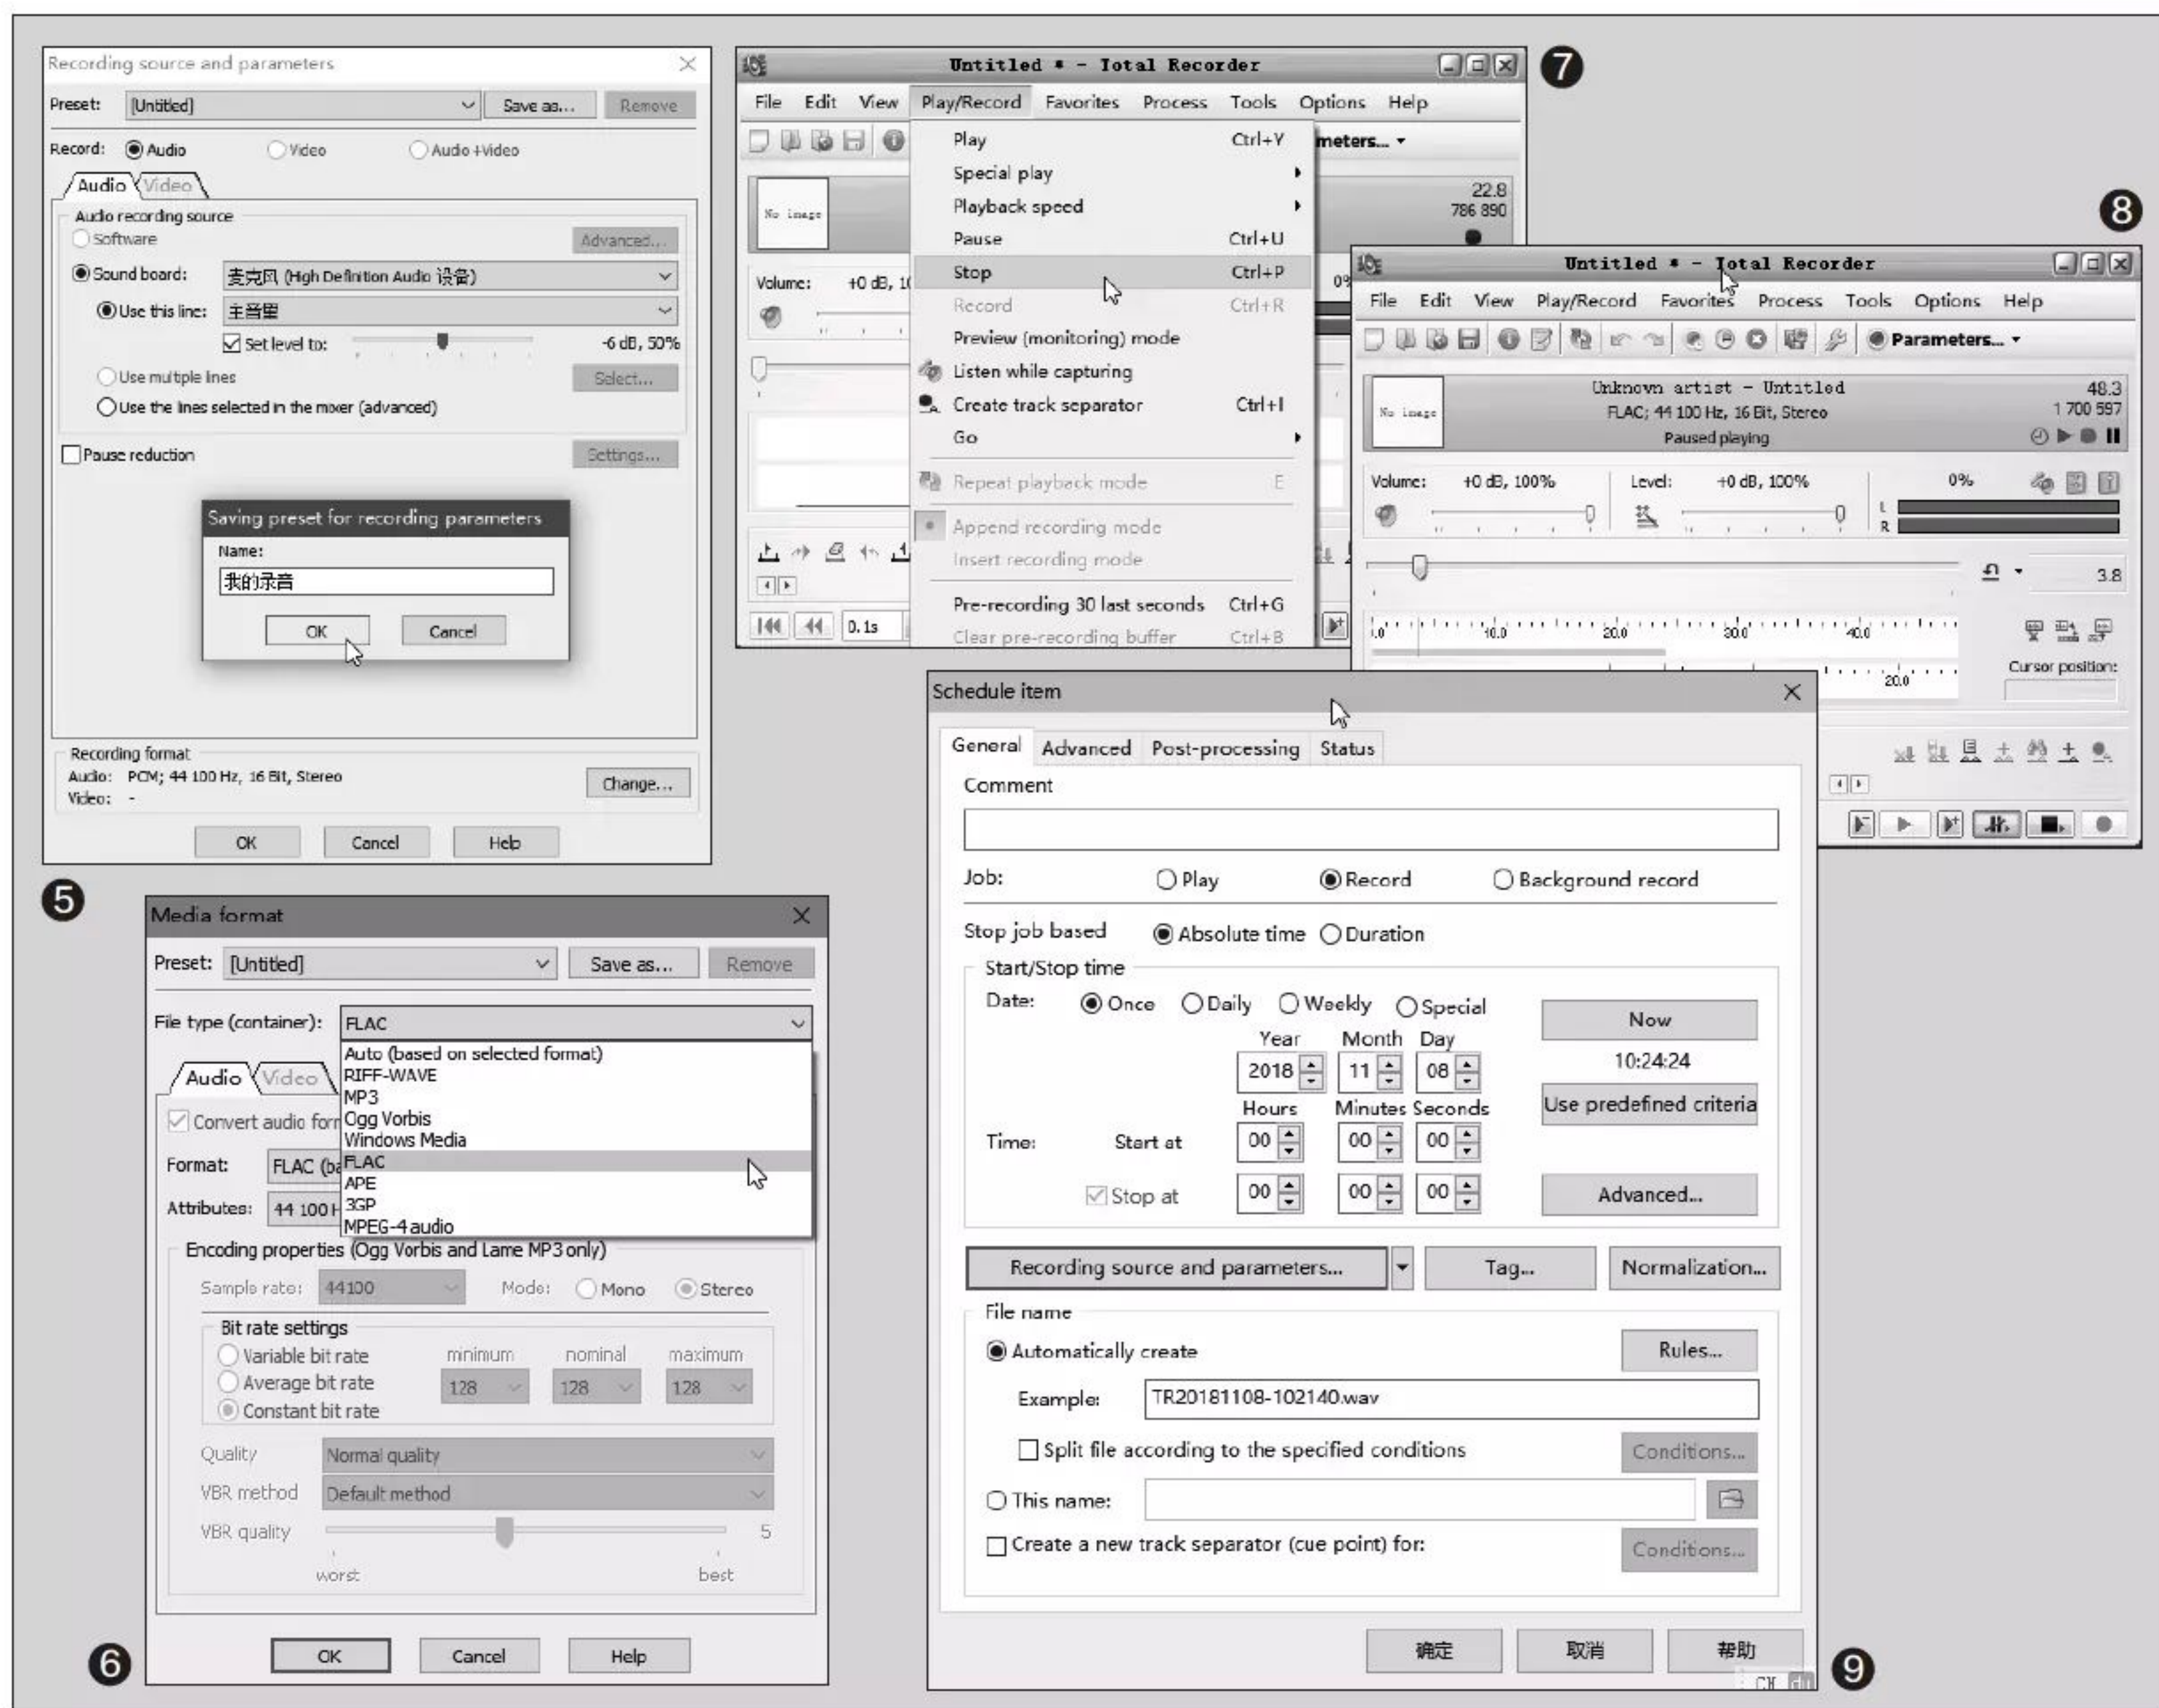 Recording source and parameters
Preset: [Untitled] Save as... Remove
Record: Audio Video Audio+Video
Audio Video
Audio recording source
Software Advanced...
Sound board: 麦克风 (High Definition Audio 设备)
Use this line: 主音量
Set level to: -6 dB, 50%
Use multiple lines Select...
Use the lines selected in the mixer (advanced)
Pause reduction Settings...
Saving preset for recording parameters
Name:
我的录音
OK Cancel
Recording format
Audio: PCM; 44 100 Hz, 16 Bit, Stereo Change...
Video: -
OK Cancel Help
5
Media format
Preset: [Untitled] Save as... Remove
File type (container): FLAC
Auto (based on selected format)
RIFF-WAVE
MP3
Ogg Vorbis
Windows Media
FLAC
APE
3GP
MPEG-4 audio
Audio Video
Convert audio forr
Format: FLAC (ba
Attributes: 44 100 H
Encoding properties (Ogg Vorbis and Lame MP3 only)
Sample rate: 44100 Mode: Mono Stereo
Bit rate settings
Variable bit rate minimum nominal maximum
Average bit rate 128 128 128
Constant bit rate
Quality Normal quality
VBR method Default method
VBR quality 5
worst best
OK Cancel Help
6
Untitled * - Total Recorder
7
File Edit View Play/Record Favorites Process Tools Options Help
meters...
No image
22.8
786 890
Volume: +0 dB, 10
0%
0.1s
Play Ctrl+Y
Special play
Playback speed
Pause Ctrl+U
Stop Ctrl+P
Record Ctrl+R
Preview (monitoring) mode
Listen while capturing
Create track separator Ctrl+I
Go
Repeat playback mode E
Append recording mode
Insert recording mode
Pre-recording 30 last seconds Ctrl+G
Clear pre-recording buffer Ctrl+B
8
Untitled * - Total Recorder
File Edit View Play/Record Favorites Process Tools Options Help
Parameters...
No image
Unknown artist - Untitled 48.3
FLAC; 44 100 Hz, 16 Bit, Stereo 1 700 597
Paused playing
Volume: +0 dB, 100% Level: +0 dB, 100% 0%
L
R
3.8
10.0 20.0 30.0 40.0
Cursor position:
20.0
Schedule item
General Advanced Post-processing Status
Comment
Job: Play Record Background record
Stop job based Absolute time Duration
Start/Stop time
Date: Once Daily Weekly Special Now
Year Month Day
2018 11 08 10:24:24
Hours Minutes Seconds Use predefined criteria
Time: Start at 00 00 00
Stop at 00 00 00 Advanced...
Recording source and parameters... Tag... Normalization...
File name
Automatically create Rules...
Example: TR20181108-102140.wav
Split file according to the specified conditions Conditions...
This name:
Create a new track separator (cue point) for: Conditions...
确定 取消 帮助
CH
9